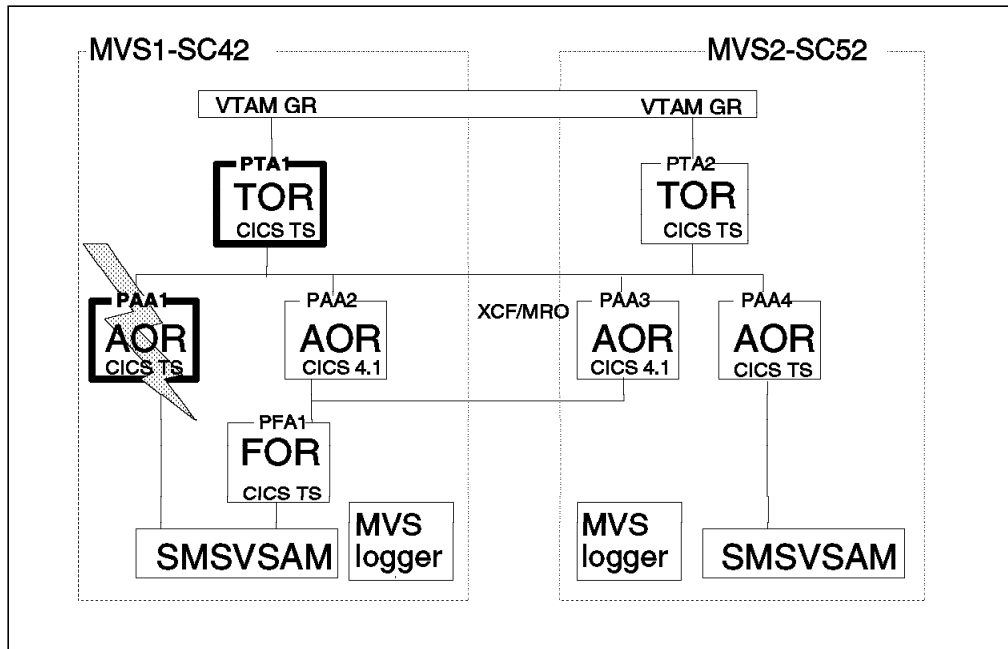 MVS1-SC42
MVS2-SC52
VTAM GR
VTAM GR
PTA1
TOR
CICS TS
PTA2
TOR
CICS TS
PAA1
AOR
CICS TS
PAA2
AOR
CICS 4.1
XCF/MRO
PAA3
AOR
CICS 4.1
PAA4
AOR
CICS TS
PFA1
FOR
CICS TS
SMSVSAM
MVS
logger
MVS
logger
SMSVSAM